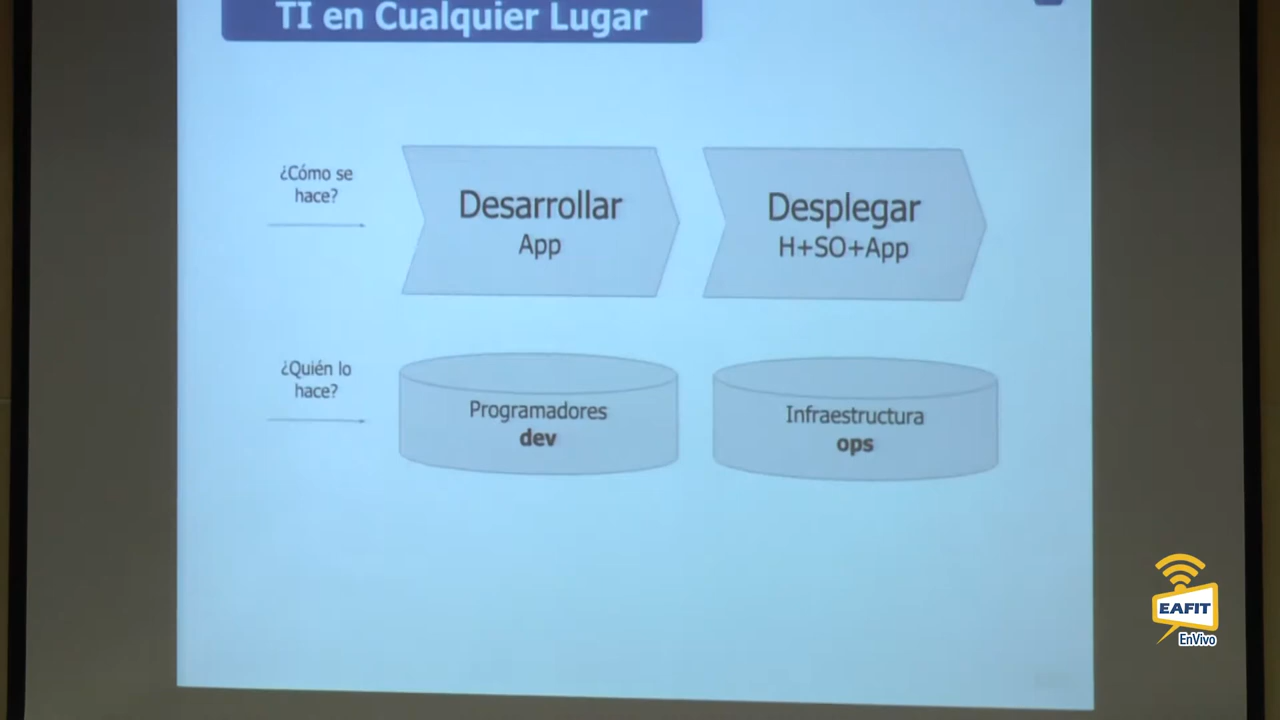 TI en Cualquier Lugar
¿Cómo se
hace?
Desarrollar
App
Desplegar
H+SO+App
¿Quién lo
hace?
Programadores
dev
Infraestructura
ops
EAFIT
EnVivo